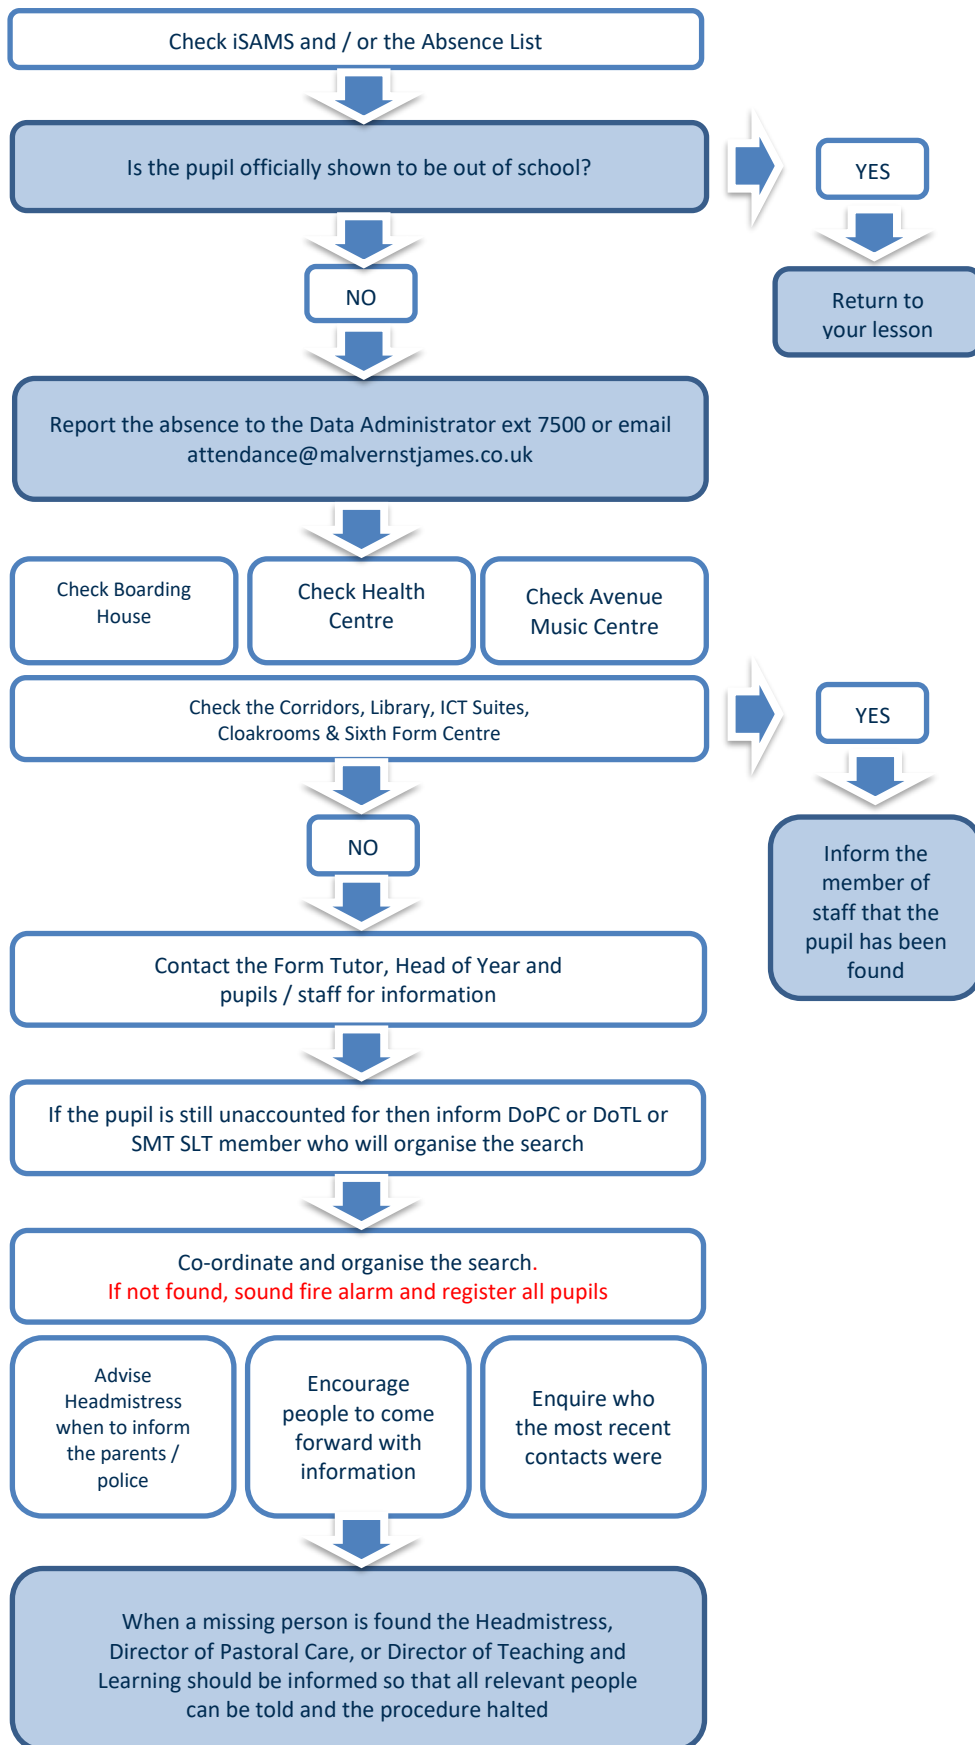 Check iSAMS and / or the Absence List
Is the pupil officially shown to be out of school?
YES
Return to
your lesson
NO
Report the absence to the Data Administrator ext 7500 or email
attendance@malvernstjames.co.uk
Check Boarding
House
Check Health
Centre
Check Avenue
Music Centre
Check the Corridors, Library, ICT Suites,
Cloakrooms & Sixth Form Centre
YES
Inform the
member of
staff that the
pupil has been
found
NO
Contact the Form Tutor, Head of Year and
pupils / staff for information
If the pupil is still unaccounted for then inform DoPC or DoTL or
SMT SLT member who will organise the search
Co-ordinate and organise the search.
If not found, sound fire alarm and register all pupils
Advise
Headmistress
when to inform
the parents /
police
Encourage
people to come
forward with
information
Enquire who
the most recent
contacts were
When a missing person is found the Headmistress,
Director of Pastoral Care, or Director of Teaching and
Learning should be informed so that all relevant people
can be told and the procedure halted